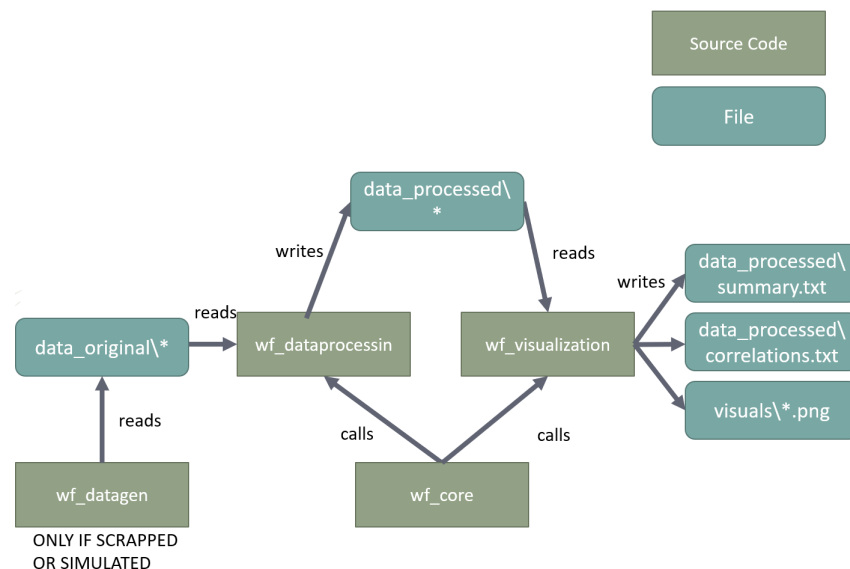 Source Code
File
data_processed\
*
writes
reads
writes
data_processed\
summary.txt
reads
data_original\*
wf_dataprocessin
wf_visualization
data_processed\
correlations.txt
visuals\*.png
reads
calls
calls
wf_datagen
wf_core
ONLY IF SCRAPPED
OR SIMULATED